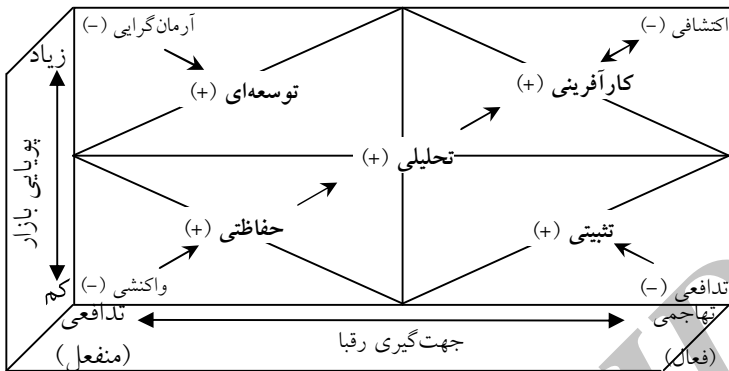 آرمان‌گرایی (–)
اکتشافی (–)
زیاد
توسعه‌ای (+)
کارآفرینی (+)
پویایی بازار
تحلیلی (+)
حفاظتی (+)
تثبیتی (+)
واکنشی (–)
تدافعی (–)
کم
تدافعی
تهاجمی
جهت‌گیری رقبا
(منفعل)
(فعال)